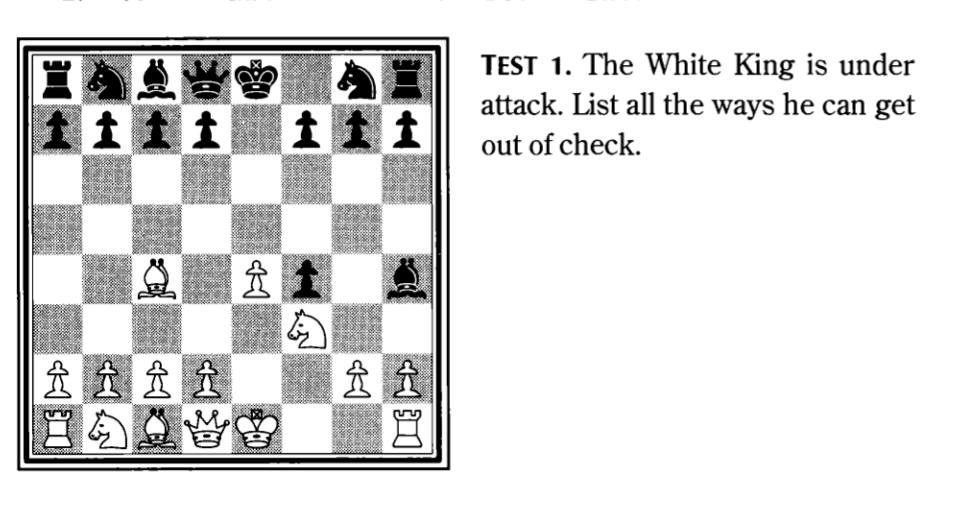 TEST 1. The White King is under
attack. List all the ways he can get
out of check.